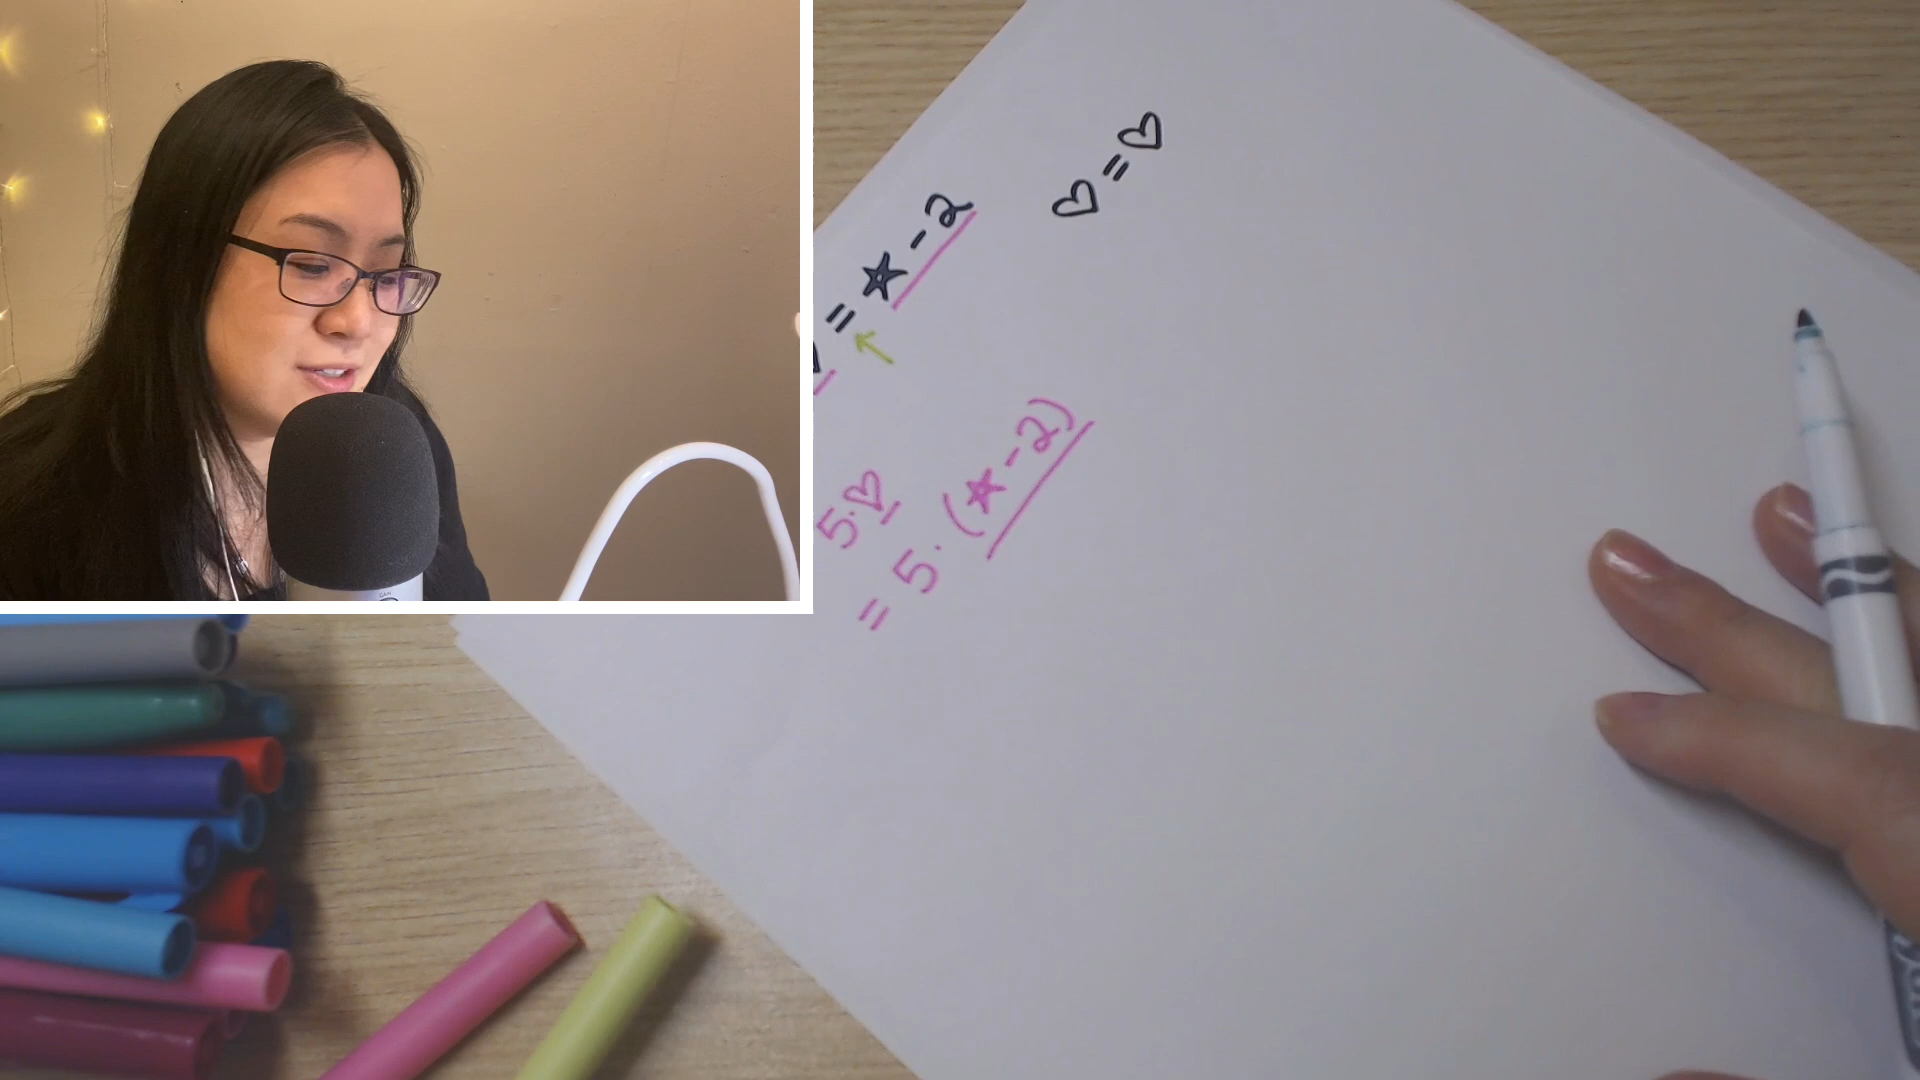 ♡ = ☆ - 2
♡ = ♡
5·♡
= 5·(☆ - 2)